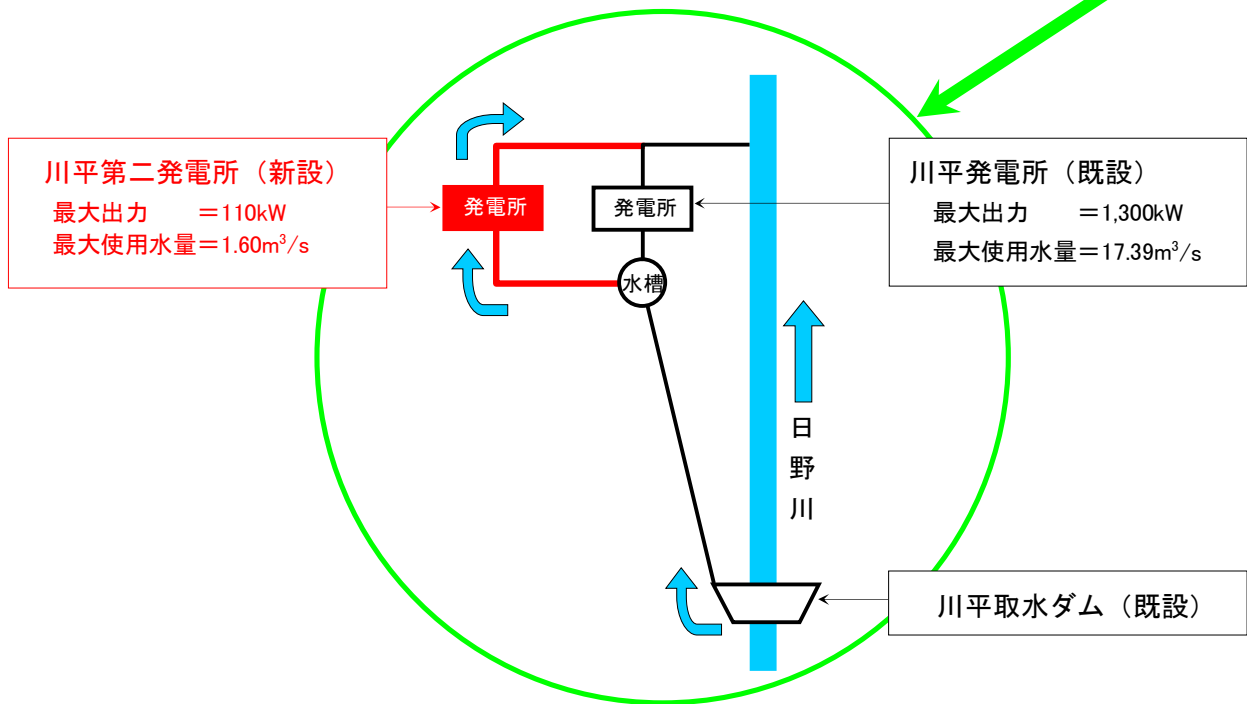 川平第二発電所（新設）
最大出力　　＝110kW
最大使用水量＝1.60m³/s
発電所
発電所
川平発電所（既設）
最大出力　　＝1,300kW
最大使用水量＝17.39m³/s
水槽
日野川
川平取水ダム（既設）